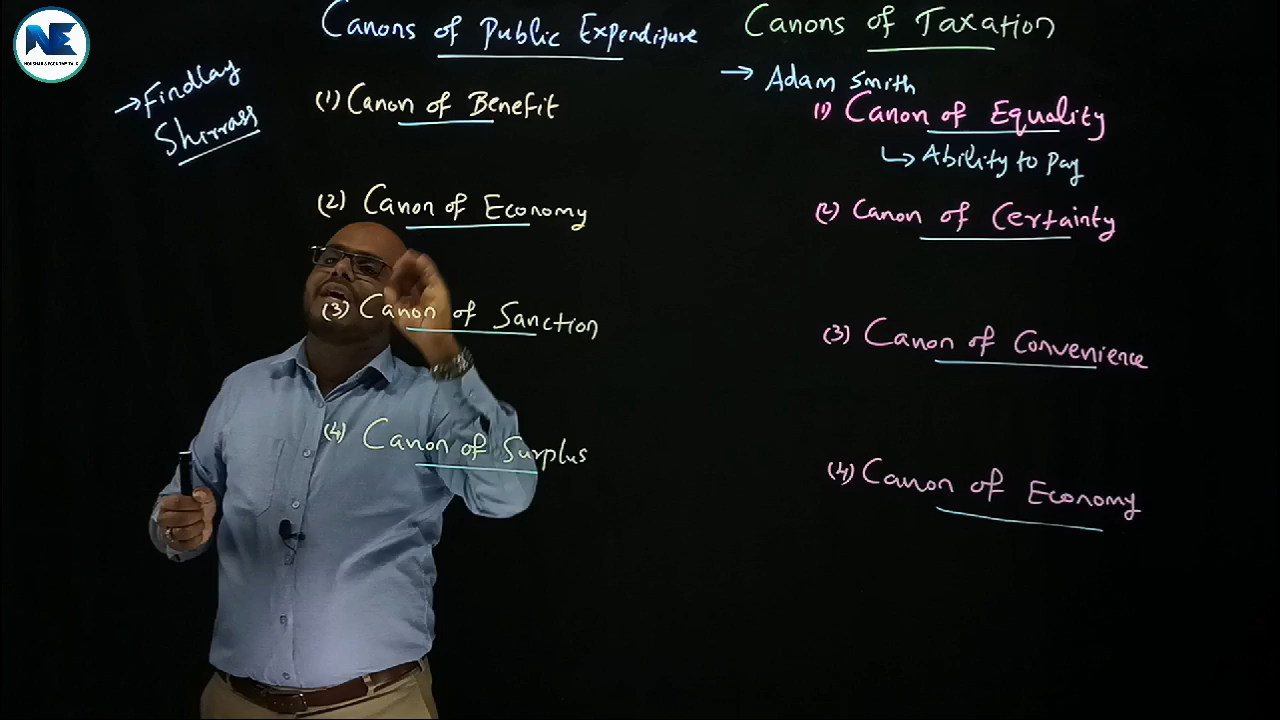 NE
Canons of Public Expenditure
→ Findlay
Shirrass
(1) Canon of Benefit
(2) Canon of Economy
(3) Canon of Sanction
(4) Canon of Surplus
Canons of Taxation
→ Adam Smith
(1) Canon of Equality
↳ Ability to Pay
(2) Canon of Certainty
(3) Canon of Convenience
(4) Canon of Economy